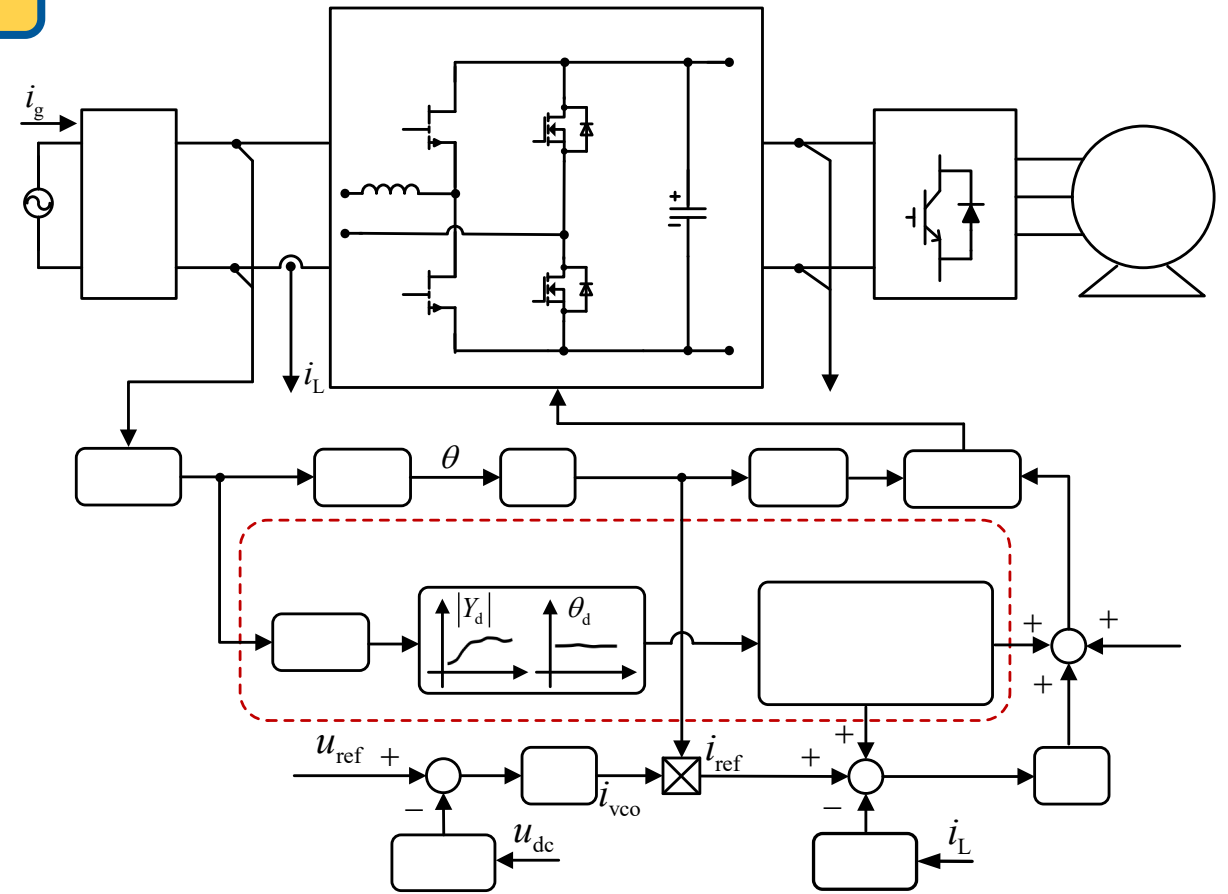 i_g
+
−
i_L
θ
|Y_d|
θ_d
+
+
+
+
u_ref
+
i_ref
+
i_vco
−
−
u_dc
i_L